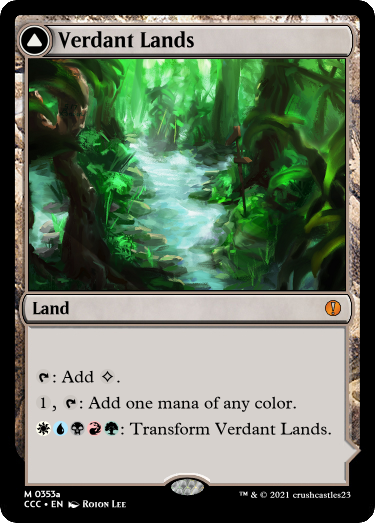 Verdant Lands
Land
: Add .
1 , : Add one mana of any color.
: Transform Verdant Lands.
M 0353a
CCC • EN Roion Lee
™ & © 2021 crushcastles23